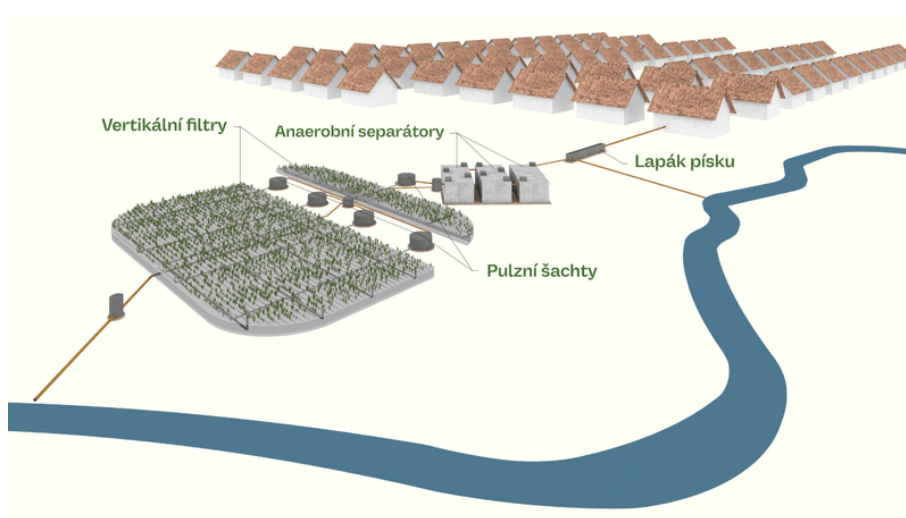 Vertikální filtry
Anaerobní separátory
Lapák písku
Pulzní šachty